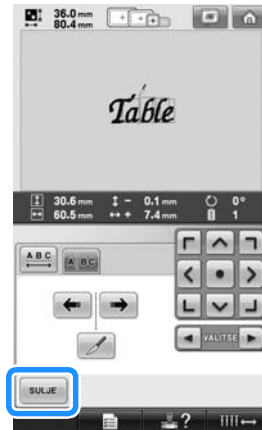 36.0 mm
80.4 mm
Table
30.6 mm - 0.1 mm 0°
60.5 mm + 7.4 mm 1
ABC A BC
VALITSE
SULJE
?